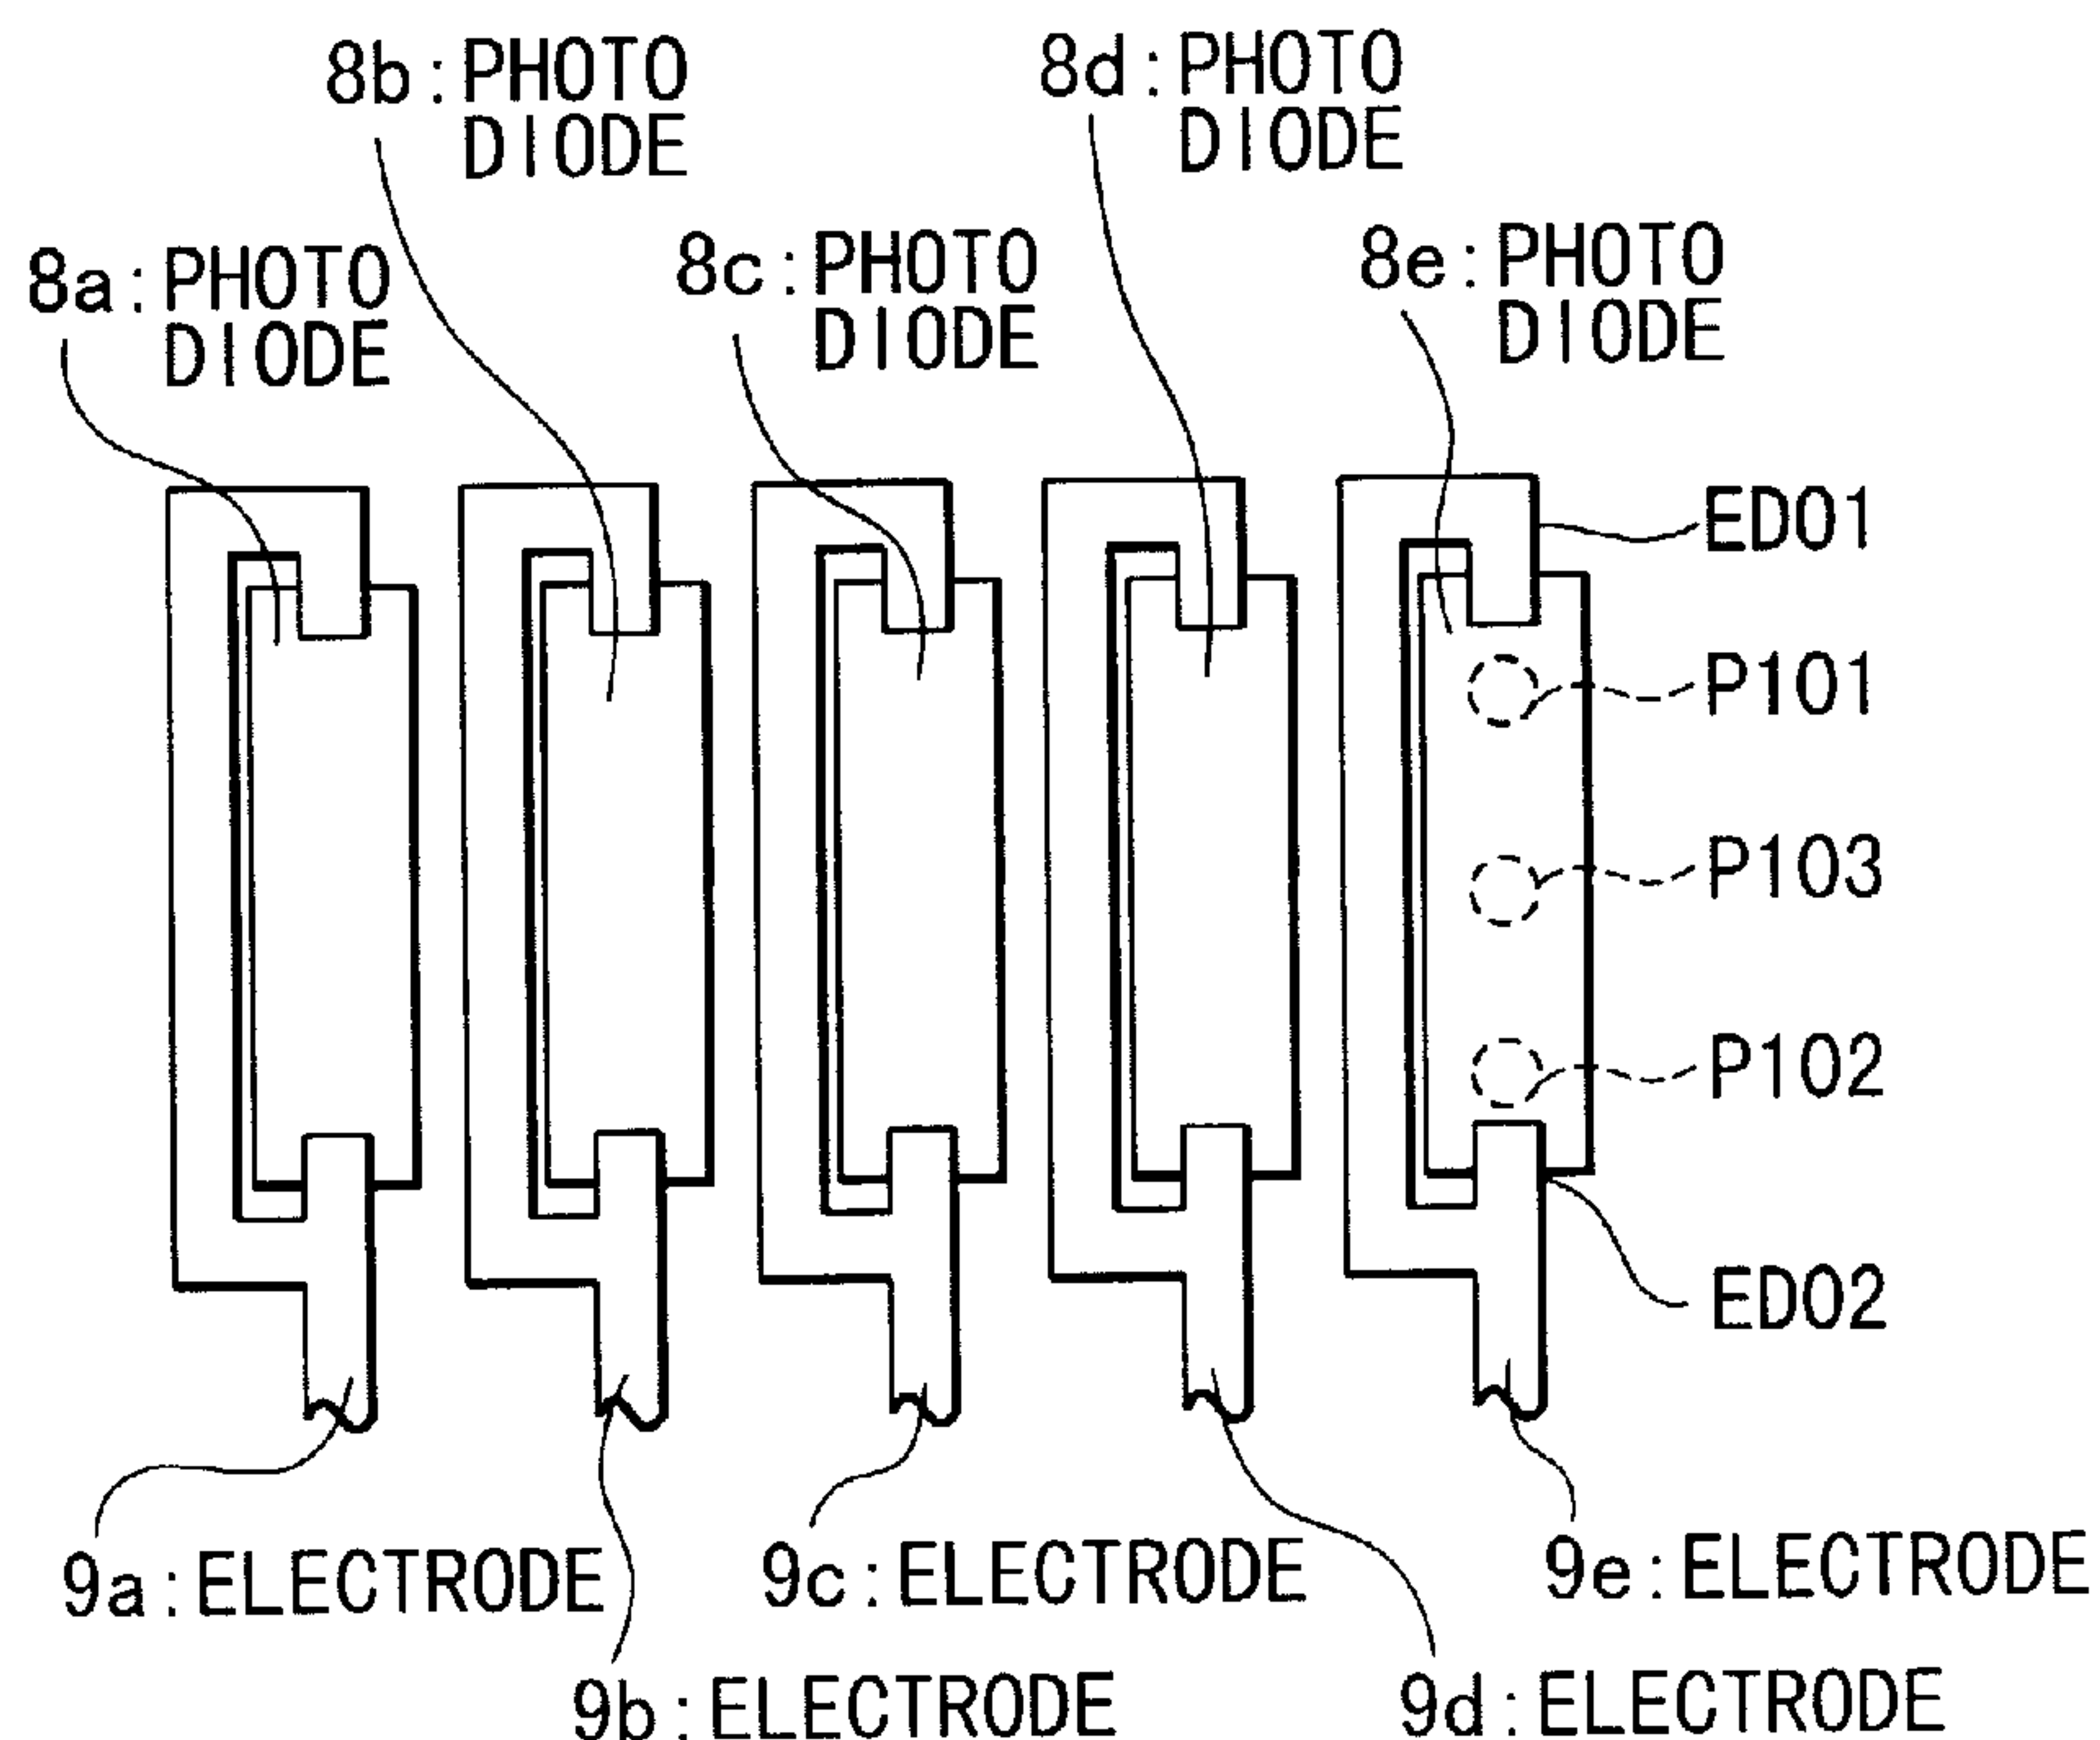 8b:PHOTO
DIODE
8d:PHOTO
DIODE
8a:PHOTO
DIODE
8c:PHOTO
DIODE
8e:PHOTO
DIODE
ED01
P101
P103
P102
ED02
9a:ELECTRODE
9c:ELECTRODE
9e:ELECTRODE
9b:ELECTRODE
9d:ELECTRODE